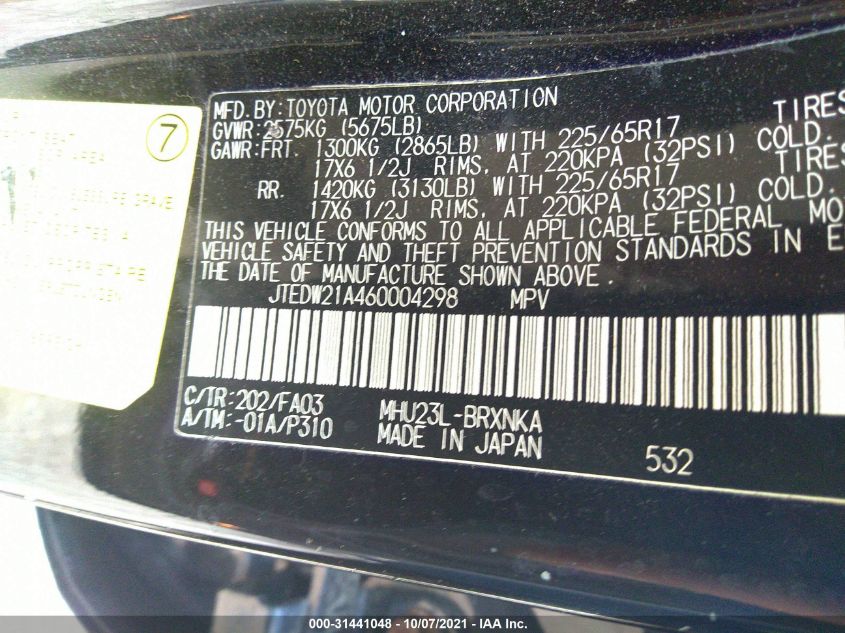 MFD.BY:TOYOTA MOTOR CORPORATION
GVWR:2575KG (5675LB)
GAWR:FRT. 1300KG (2865LB) WITH 225/65R17 TIRES
17X6 1/2J RIMS, AT 220KPA (32PSI) COLD.
RR. 1420KG (3130LB) WITH 225/65R17 TIRES
17X6 1/2J RIMS, AT 220KPA (32PSI) COLD.
THIS VEHICLE CONFORMS TO ALL APPLICABLE FEDERAL MO
VEHICLE SAFETY AND THEFT PREVENTION STANDARDS IN E
THE DATE OF MANUFACTURE SHOWN ABOVE.
JTEDW21A460004298 MPV
C/TR:202/FA03 MHU23L-BRXNKA
A/TM:-01A/P310 MADE IN JAPAN
532
7
000-31441048 - 10/07/2021 - IAA Inc.